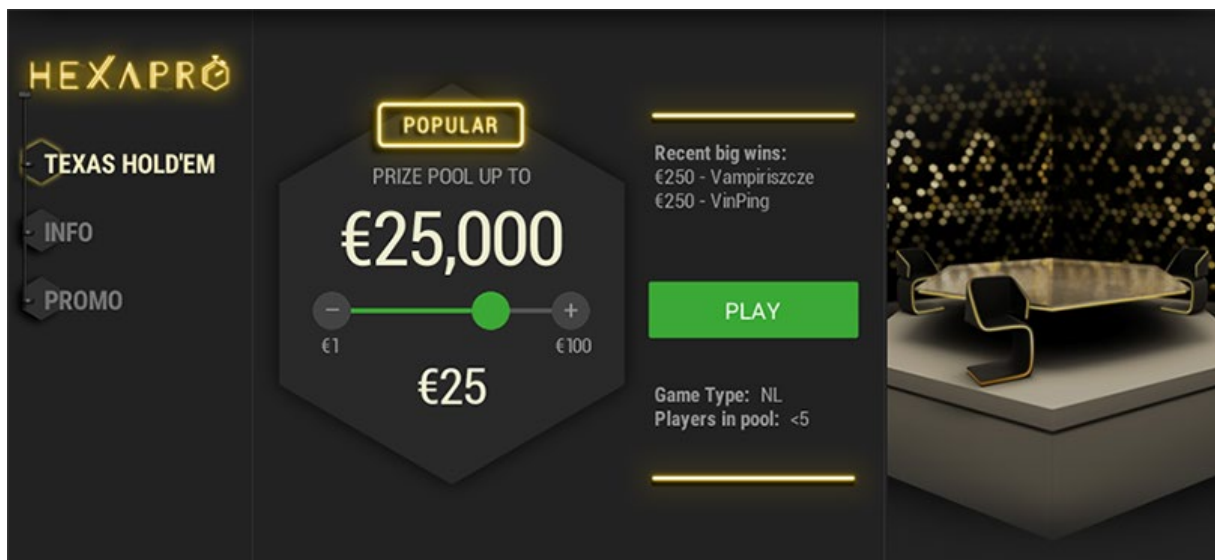 HEXAPRO
TEXAS HOLD'EM
INFO
PROMO
POPULAR
PRIZE POOL UP TO
€25,000
− +
€1 €100
€25
Recent big wins:
€250 - Vampiriszcze
€250 - VinPing
PLAY
Game Type: NL
Players in pool: <5